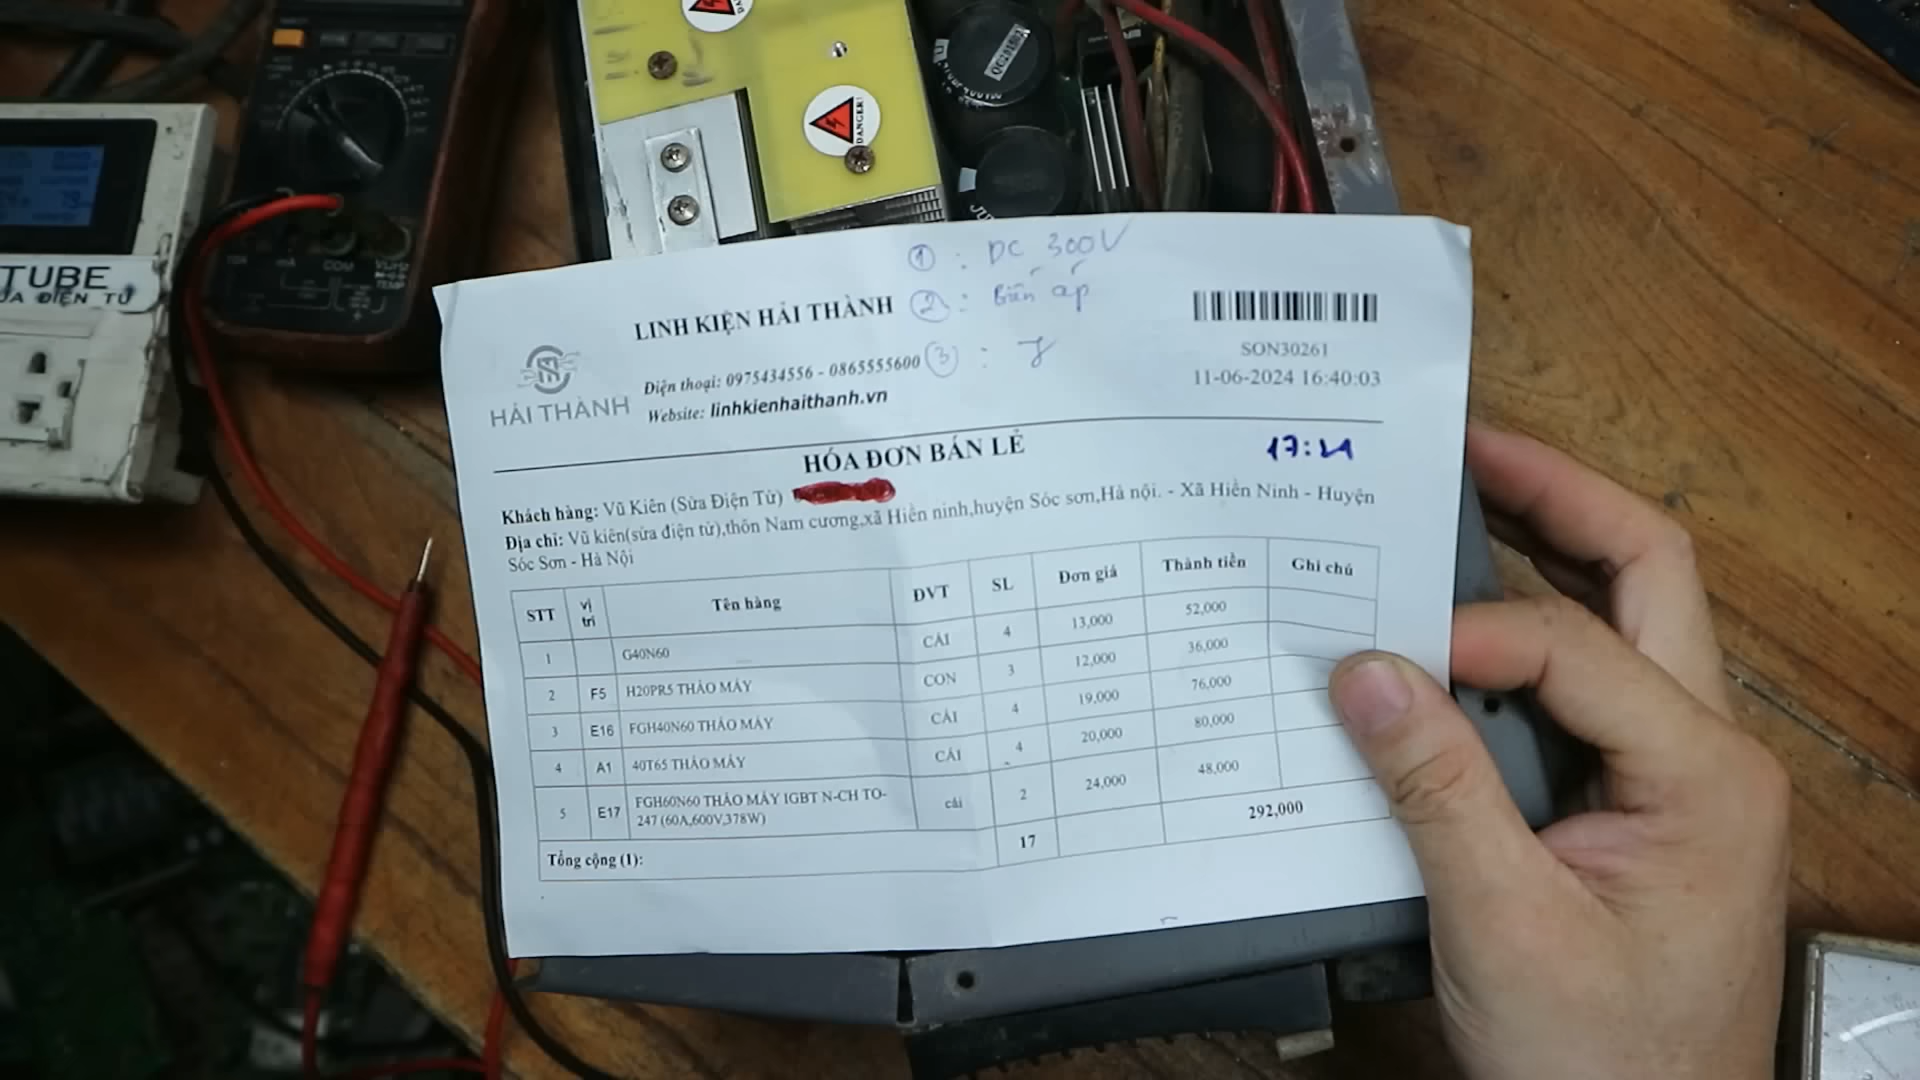 DANGER!
TUBE
ỬA ĐIỆN TỬ
10A mA COM
① : DC 300V
② : Biến áp
③ : 7
LINH KIỆN HẢI THÀNH
Điện thoại: 0975434556 - 0865555600
Website: linhkienhaithanh.vn
HẢI THÀNH
SON30261
11-06-2024 16:40:03
HÓA ĐƠN BÁN LẺ
17:21
Khách hàng: Vũ Kiên (Sửa Điện Tử)
Địa chỉ: Vũ kiên(sửa điện tử),thôn Nam cương,xã Hiền ninh,huyện Sóc sơn,Hà nội. - Xã Hiền Ninh - Huyện
Sóc Sơn - Hà Nội
STT vị trí Tên hàng ĐVT SL Đơn giá Thành tiền Ghi chú
1 G40N60 CÁI 4 13,000 52,000
2 F5 H20PR5 THÁO MÁY CON 3 12,000 36,000
3 E16 FGH40N60 THÁO MÁY CÁI 4 19,000 76,000
4 A1 40T65 THÁO MÁY CÁI 4 20,000 80,000
5 E17 FGH60N60 THÁO MÁY IGBT N-CH TO-
247 (60A,600V,378W) cái 2 24,000 48,000
Tổng cộng (1): 17 292,000